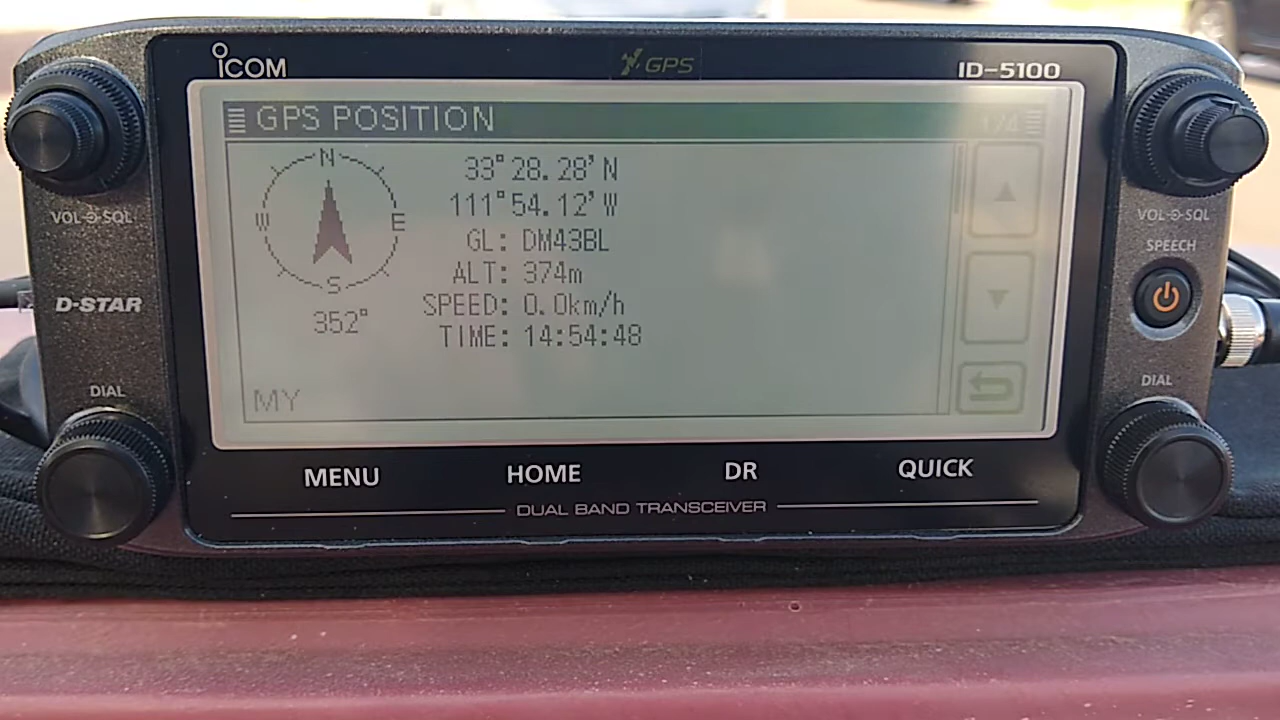 iCOM
GPS
ID-5100
GPS POSITION
1/4
N
W
E
S
352°
33°28.28'N
111°54.12'W
GL: DM43BL
ALT: 374m
SPEED: 0.0km/h
TIME: 14:54:48
MY
VOL SQL
D-STAR
DIAL
VOL SQL
SPEECH
DIAL
MENU
HOME
DR
QUICK
DUAL BAND TRANSCEIVER